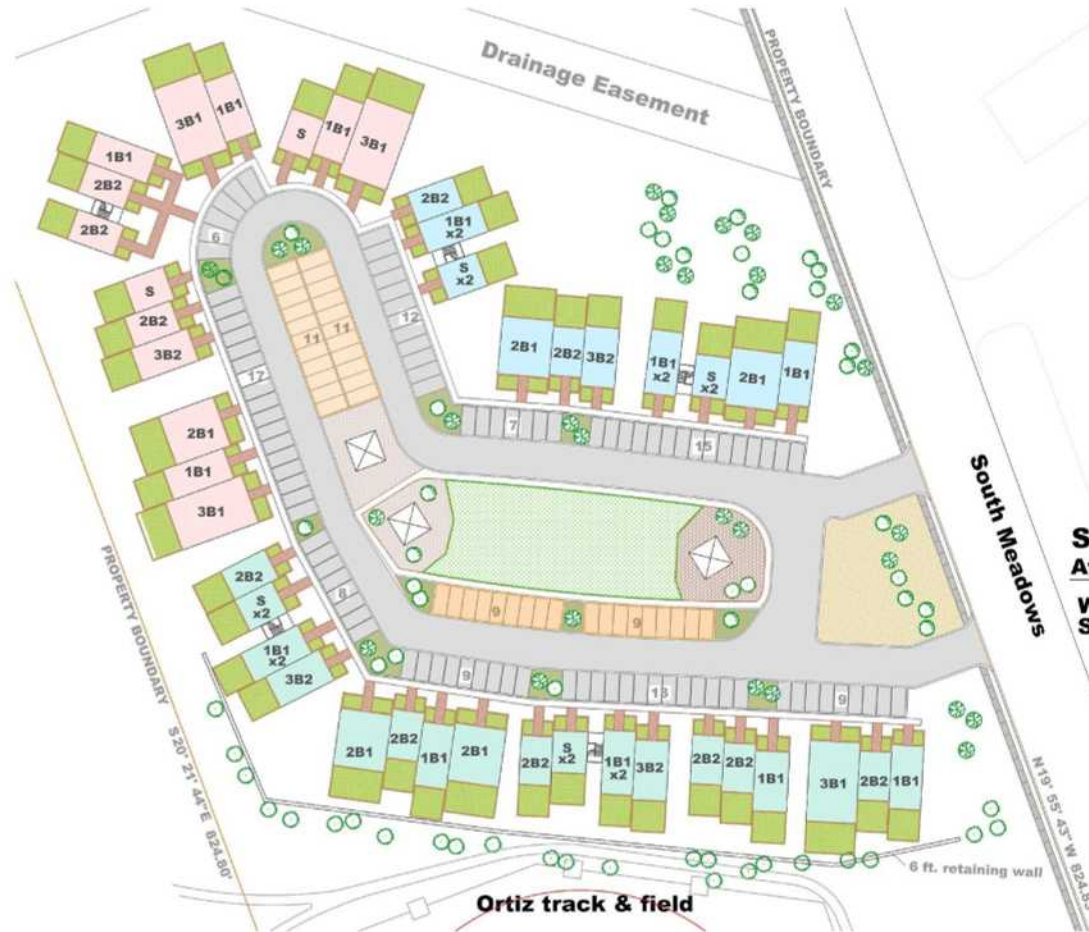 Drainage Easement
PROPERTY BOUNDARY
3B1
1B1
S
1B1
3B1
1B1
2B2
2B2
6
2B2
1B1
x2
S
x2
S
2B2
3B2
12
11
11
17
2B1
2B2
3B2
1B1
x2
S
x2
2B1
1B1
7
15
2B1
1B1
3B1
South Meadows
S
A
PROPERTY BOUNDARY
S 20° 21' 44"E 824.80'
2B2
S
x2
1B1
x2
3B2
8
9
9
9
13
9
2B1
2B2
1B1
2B1
2B2
S
x2
1B1
x2
3B2
2B2
2B2
1B1
3B1
2B2
1B1
N19° 55' 43"W 824.83
6 ft. retaining wall
Ortiz track & field